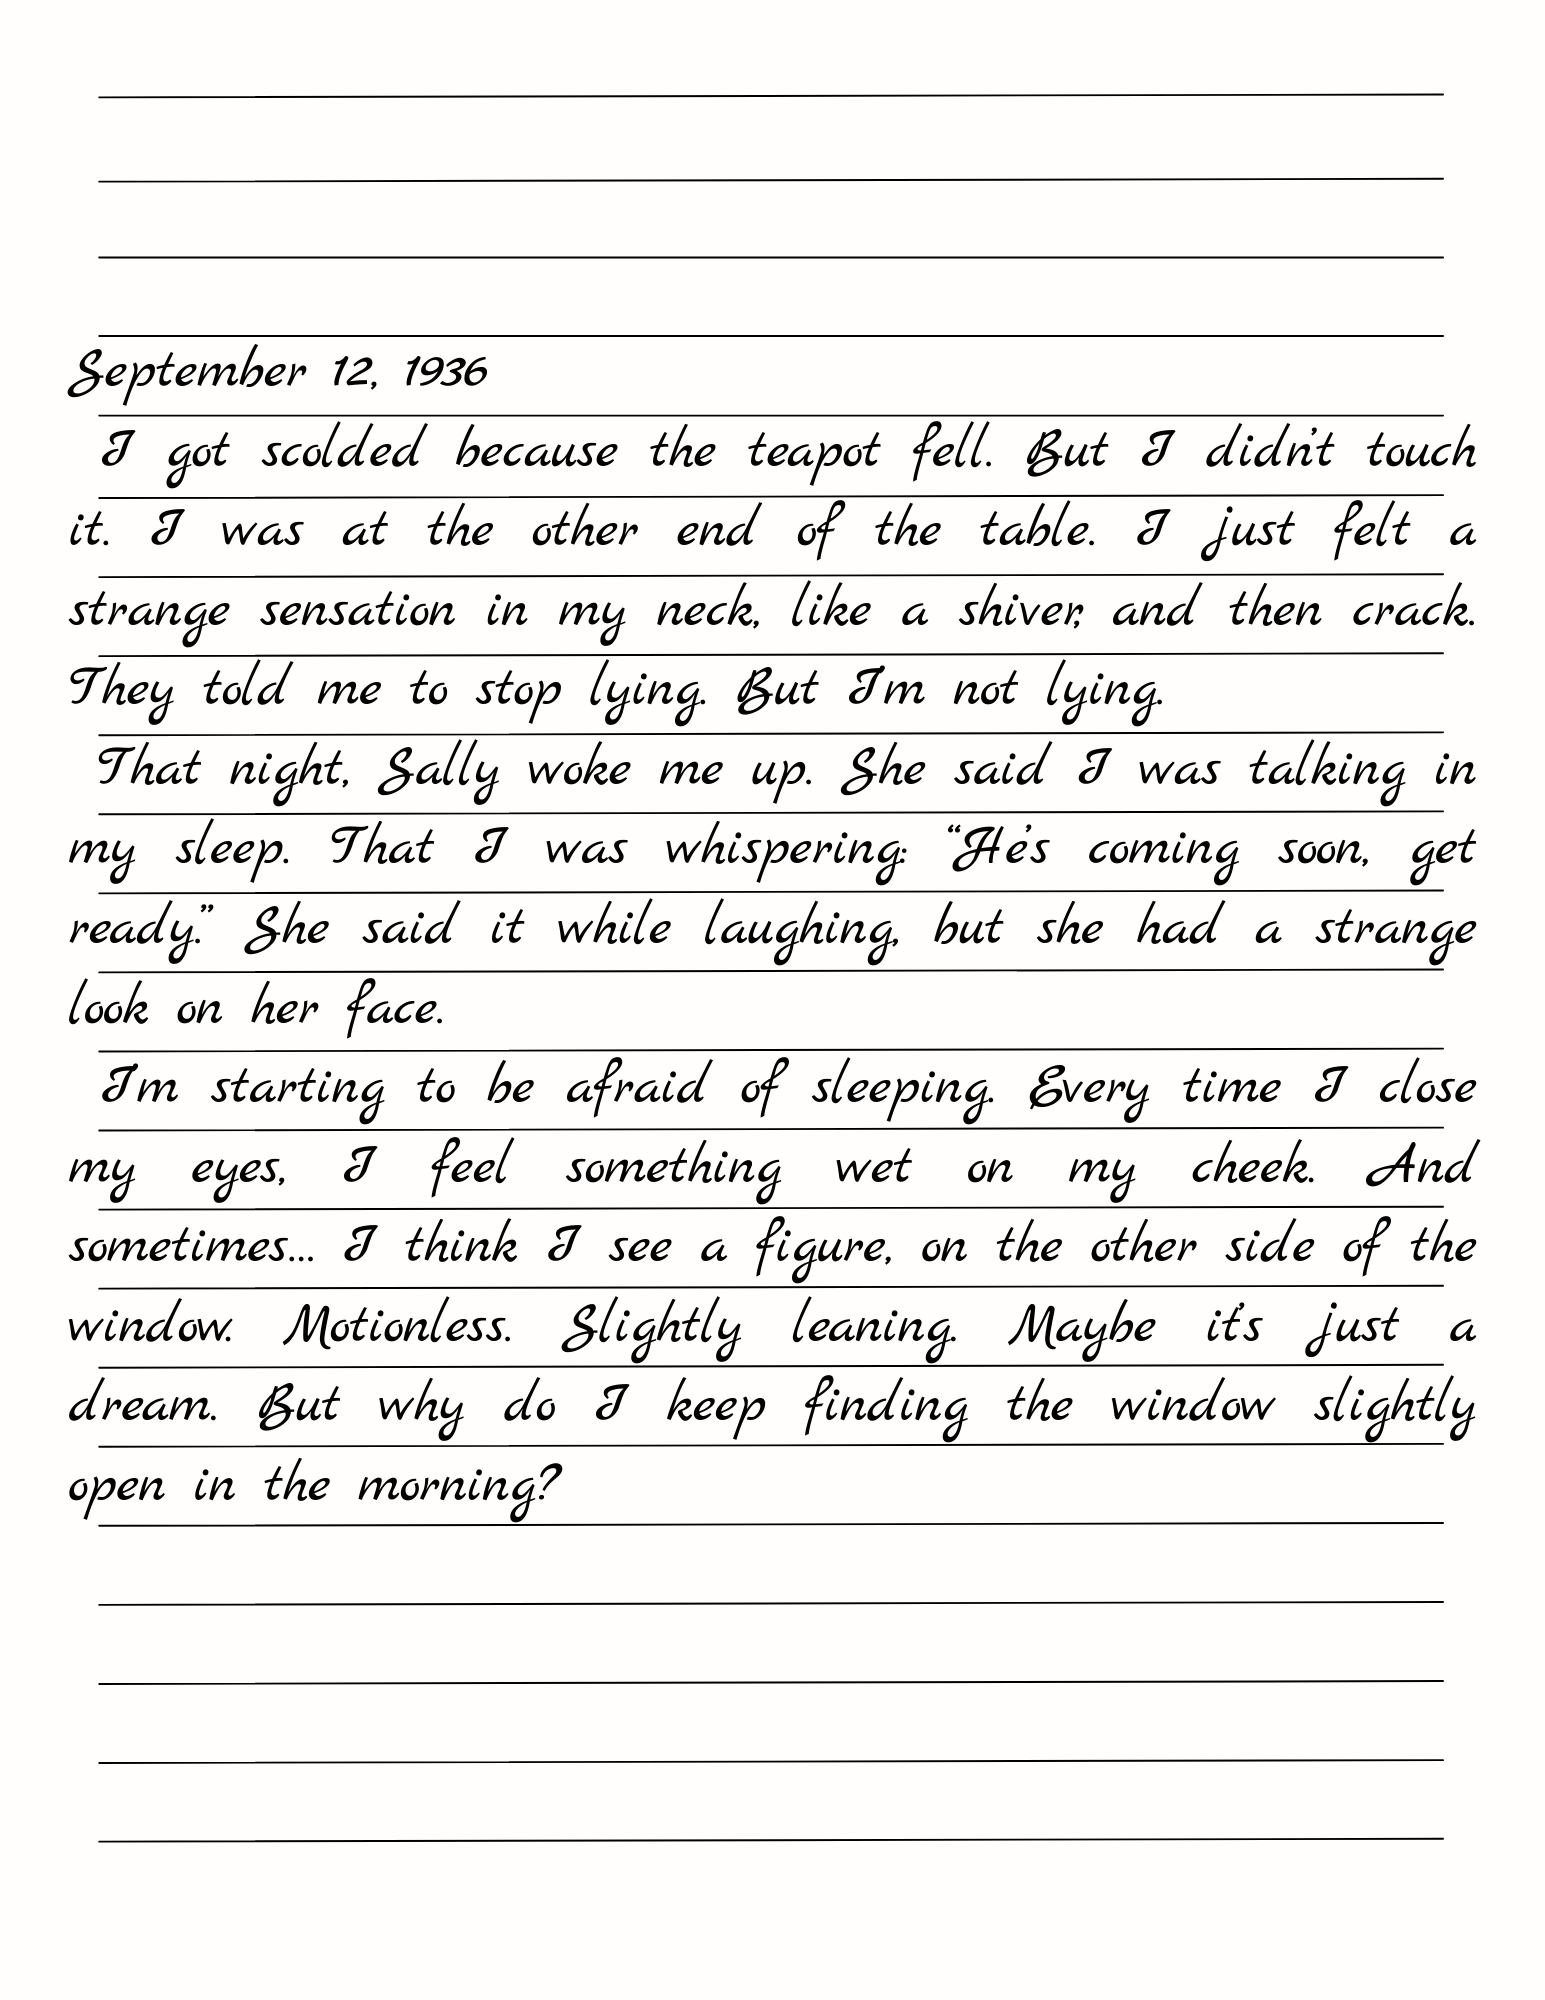 September 12, 1936
I got scolded because the teapot fell. But I didn't touch
it. I was at the other end of the table. I just felt a
strange sensation in my neck, like a shiver, and then crack.
They told me to stop lying. But I'm not lying.
That night, Sally woke me up. She said I was talking in
my sleep. That I was whispering: “He's coming soon, get
ready.” She said it while laughing, but she had a strange
look on her face.
I'm starting to be afraid of sleeping. Every time I close
my eyes, I feel something wet on my cheek. And
sometimes... I think I see a figure, on the other side of the
window. Motionless. Slightly leaning. Maybe it's just a
dream. But why do I keep finding the window slightly
open in the morning?